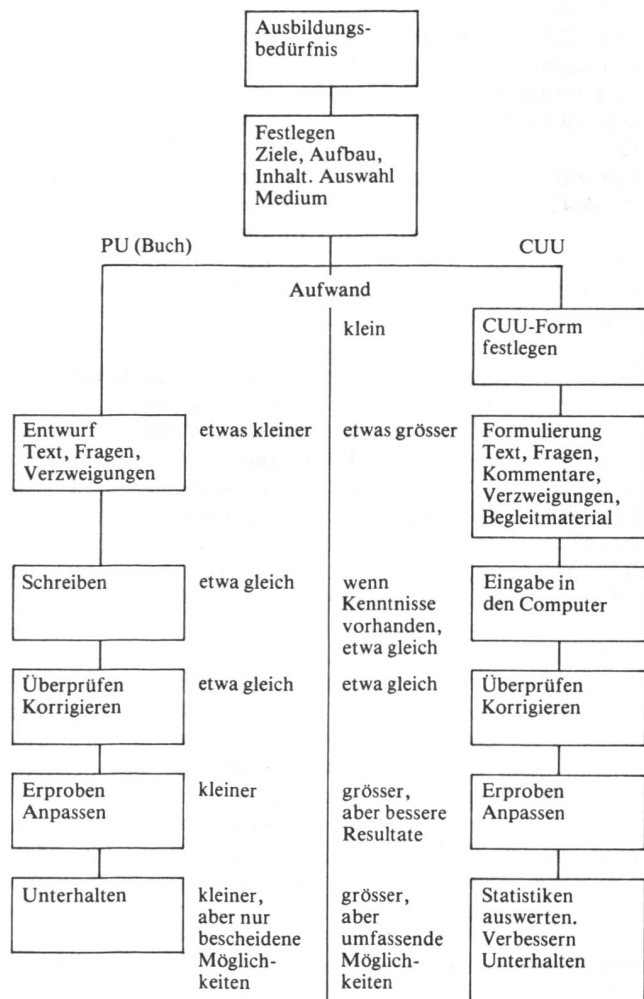 Ausbildungs-
bedürfnis
Festlegen
Ziele, Aufbau,
Inhalt. Auswahl
Medium
PU (Buch)
CUU
Aufwand
klein
CUU-Form
festlegen
Entwurf
Text, Fragen,
Verzweigungen
etwas kleiner
etwas grösser
Formulierung
Text, Fragen,
Kommentare,
Verzweigungen,
Begleitmaterial
Schreiben
etwa gleich
wenn
Kenntnisse
vorhanden,
etwa gleich
Eingabe in
den Computer
Überprüfen
Korrigieren
etwa gleich
etwa gleich
Überprüfen
Korrigieren
Erproben
Anpassen
kleiner
grösser,
aber bessere
Resultate
Erproben
Anpassen
Unterhalten
kleiner,
aber nur
bescheidene
Möglich-
keiten
grösser,
aber
umfassende
Möglich-
keiten
Statistiken
auswerten.
Verbessern
Unterhalten